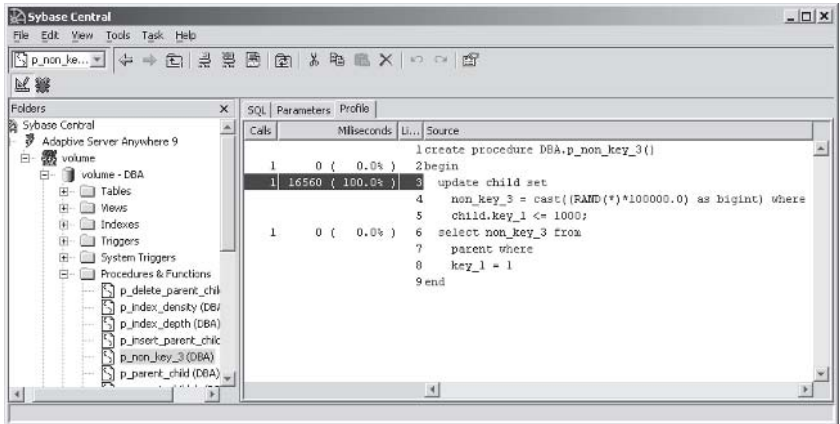 Sybase Central
File Edit View Tools Task Help
p_non_ke...
Folders
Sybase Central
Adaptive Server Anywhere 9
volume
volume - DBA
Tables
Views
Indexes
Triggers
System Triggers
Procedures & Functions
p_delete_parent_chil
p_index_density (DB
p_index_depth (DBA)
p_insert_parent_chilc
p_non_key_3 (DBA)
p_parent_child (DBA)
SQL Parameters Profile
Calls Milliseconds Li... Source
1 create procedure DBA.p_non_key_3()
1 0 ( 0.0% ) 2 begin
1 16560 ( 100.0% ) 3 update child set
4 non_key_3 = cast((RAND(*)*100000.0) as bigint) where
5 child.key_1 <= 1000;
1 0 ( 0.0% ) 6 select non_key_3 from
7 parent where
8 key_1 = 1
9 end